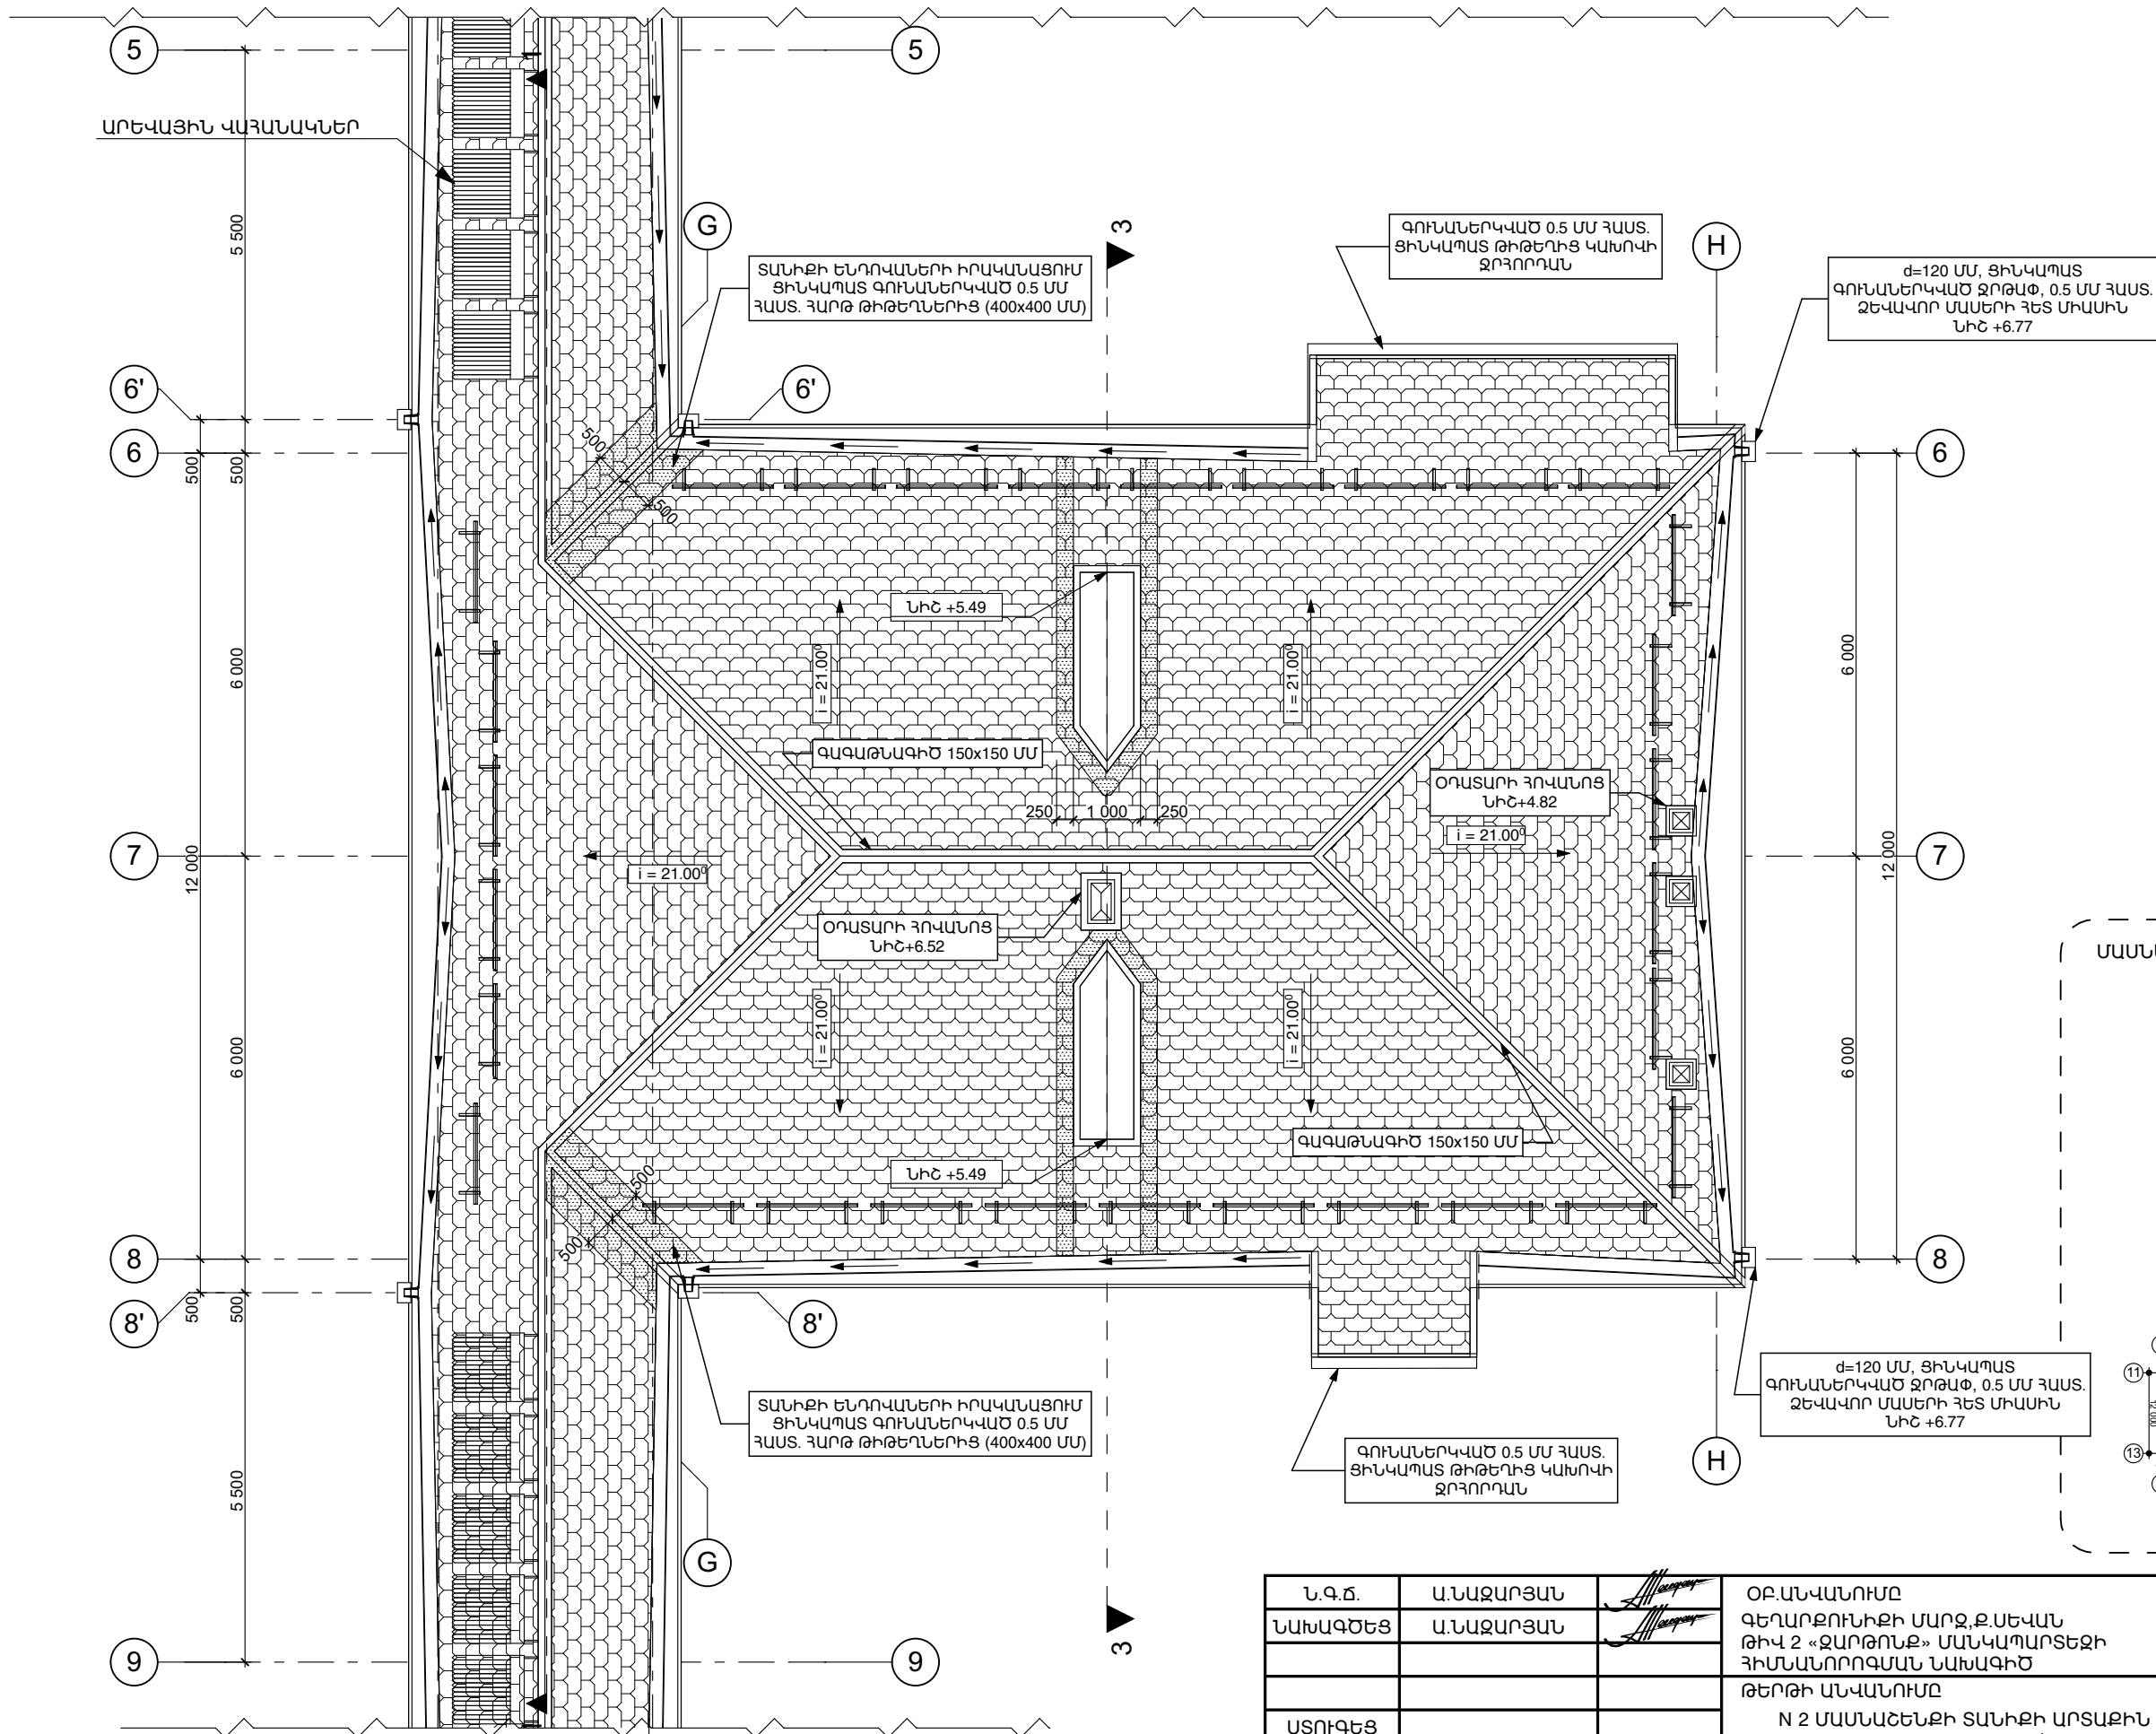 5
5
ԱՐԵՎԱՅԻՆ ՎԱՀԱՆԱԿՆԵՐ
1
5 500
G
3
ՏԱՆԻՔԻ ԵՆԴՈՎԱՆԵՐԻ ԻՐԱԿԱՆԱՑՈՒՄ
ՑԻՆԿԱՊԱՏ ԳՈՒՆԱՆԵՐԿՎԱԾ 0.5 ՄՄ
ՀԱՍՏ. ՀԱՐԹ ԹԻԹԵՂՆԵՐԻՑ (400x400 ՄՄ)
ԳՈՒՆԱՆԵՐԿՎԱԾ 0.5 ՄՄ ՀԱՍՏ.
ՑԻՆԿԱՊԱՏ ԹԻԹԵՂԻՑ ԿԱԽՈՎԻ
ՋՐՀՈՐԴԱՆ
H
d=120 ՄՄ, ՑԻՆԿԱՊԱՏ
ԳՈՒՆԱՆԵՐԿՎԱԾ ՋՐԹԱՓ, 0.5 ՄՄ ՀԱՍՏ.
ՁԵՎԱՎՈՐ ՄԱՍԵՐԻ ՀԵՏ ՄԻԱՍԻՆ
ՆԻՇ +6.77
6'
6'
6
500
500
500
500
6
ՆԻՇ +5.49
i = 21.00⁰
i = 21.00⁰
6 000
6 000
ԳԱԳԱԹՆԱԳԻԾ 150x150 ՄՄ
250
1 000
250
ՕԴԱՏԱՐԻ ՀՈՎԱՆՈՑ
ՆԻՇ+4.82
i = 21.00⁰
7
12 000
i = 21.00⁰
12 000
7
ՕԴԱՏԱՐԻ ՀՈՎԱՆՈՑ
ՆԻՇ+6.52
i = 21.00⁰
i = 21.00⁰
6 000
6 000
ԳԱԳԱԹՆԱԳԻԾ 150x150 ՄՄ
ՆԻՇ +5.49
500
500
8
8
500
500
8'
8'
d=120 ՄՄ, ՑԻՆԿԱՊԱՏ
ԳՈՒՆԱՆԵՐԿՎԱԾ ՋՐԹԱՓ, 0.5 ՄՄ ՀԱՍՏ.
ՁԵՎԱՎՈՐ ՄԱՍԵՐԻ ՀԵՏ ՄԻԱՍԻՆ
ՆԻՇ +6.77
11
12 000
13
ՏԱՆԻՔԻ ԵՆԴՈՎԱՆԵՐԻ ԻՐԱԿԱՆԱՑՈՒՄ
ՑԻՆԿԱՊԱՏ ԳՈՒՆԱՆԵՐԿՎԱԾ 0.5 ՄՄ
ՀԱՍՏ. ՀԱՐԹ ԹԻԹԵՂՆԵՐԻՑ (400x400 ՄՄ)
ԳՈՒՆԱՆԵՐԿՎԱԾ 0.5 ՄՄ ՀԱՍՏ.
ՑԻՆԿԱՊԱՏ ԹԻԹԵՂԻՑ ԿԱԽՈՎԻ
ՋՐՀՈՐԴԱՆ
H
5 500
G
3
9
9
Ն.Գ.Ճ.
Ա.ՆԱԶԱՐՅԱՆ
ՆԱԽԱԳԾԵՑ
Ա.ՆԱԶԱՐՅԱՆ
ՍՏՈՒԳԵՑ
ՕԲ.ԱՆՎԱՆՈՒՄԸ
ԳԵՂԱՐՔՈՒՆԻՔԻ ՄԱՐԶ,Ք.ՍԵՎԱՆ
ԹԻՎ 2 «ԶԱՐԹՈՆՔ» ՄԱՆԿԱՊԱՐՏԵԶԻ
ՀԻՄՆԱՆՈՐՈԳՄԱՆ ՆԱԽԱԳԻԾ
ԹԵՐԹԻ ԱՆՎԱՆՈՒՄԸ
N 2 ՄԱՍՆԱՇԵՆՔԻ ՏԱՆԻՔԻ ԱՐՏԱՔԻՆ